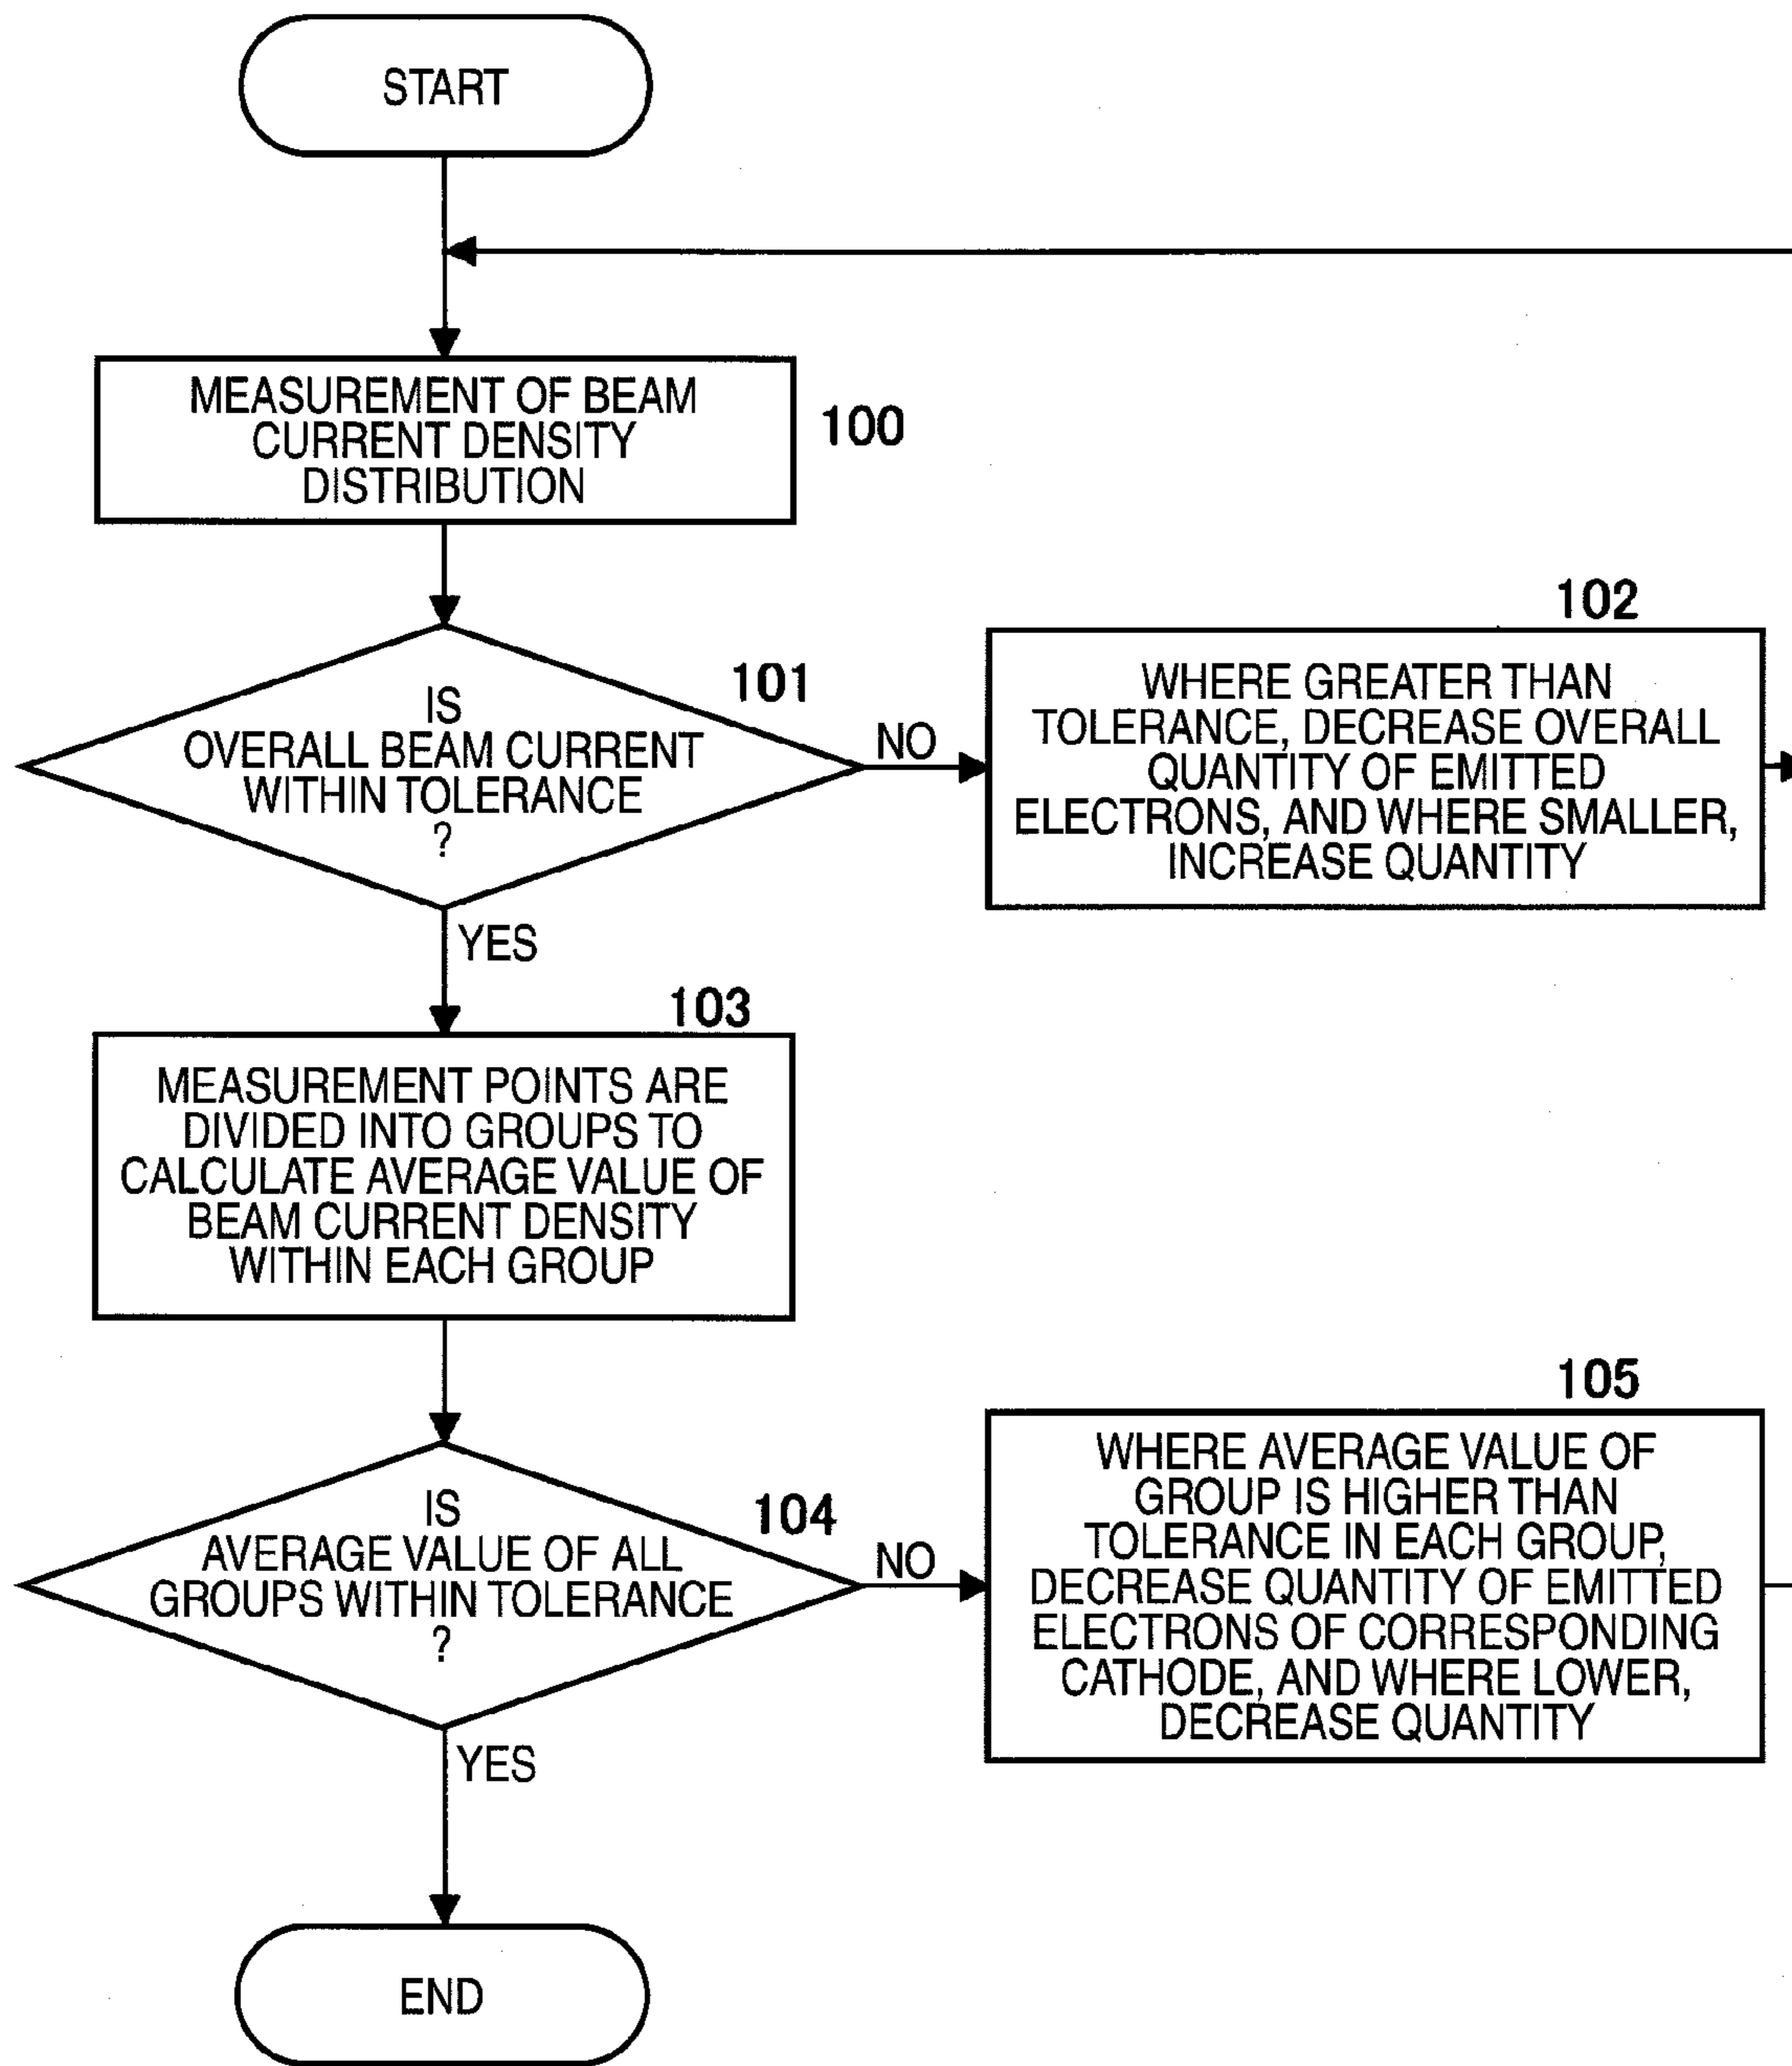 START
MEASUREMENT OF BEAM
CURRENT DENSITY
DISTRIBUTION
100
IS
OVERALL BEAM CURRENT
WITHIN TOLERANCE
?
101
NO
102
WHERE GREATER THAN
TOLERANCE, DECREASE OVERALL
QUANTITY OF EMITTED
ELECTRONS, AND WHERE SMALLER,
INCREASE QUANTITY
YES
103
MEASUREMENT POINTS ARE
DIVIDED INTO GROUPS TO
CALCULATE AVERAGE VALUE OF
BEAM CURRENT DENSITY
WITHIN EACH GROUP
IS
AVERAGE VALUE OF ALL
GROUPS WITHIN TOLERANCE
?
104
NO
105
WHERE AVERAGE VALUE OF
GROUP IS HIGHER THAN
TOLERANCE IN EACH GROUP,
DECREASE QUANTITY OF EMITTED
ELECTRONS OF CORRESPONDING
CATHODE, AND WHERE LOWER,
DECREASE QUANTITY
YES
END